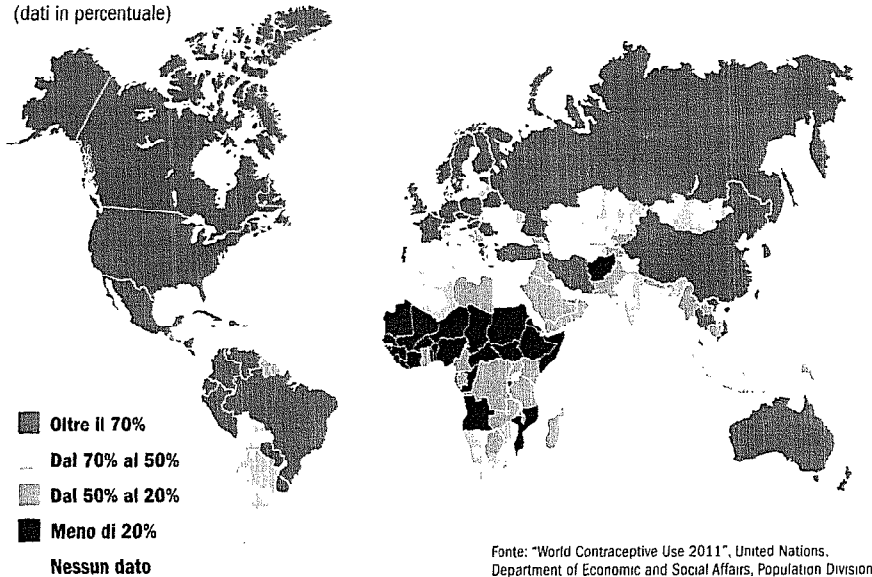 (dati in percentuale)
Oltre il 70%
Dal 70% al 50%
Dal 50% al 20%
Meno di 20%
Nessun dato
Fonte: "World Contraceptive Use 2011", United Nations.
Department of Economic and Social Affairs, Population Division